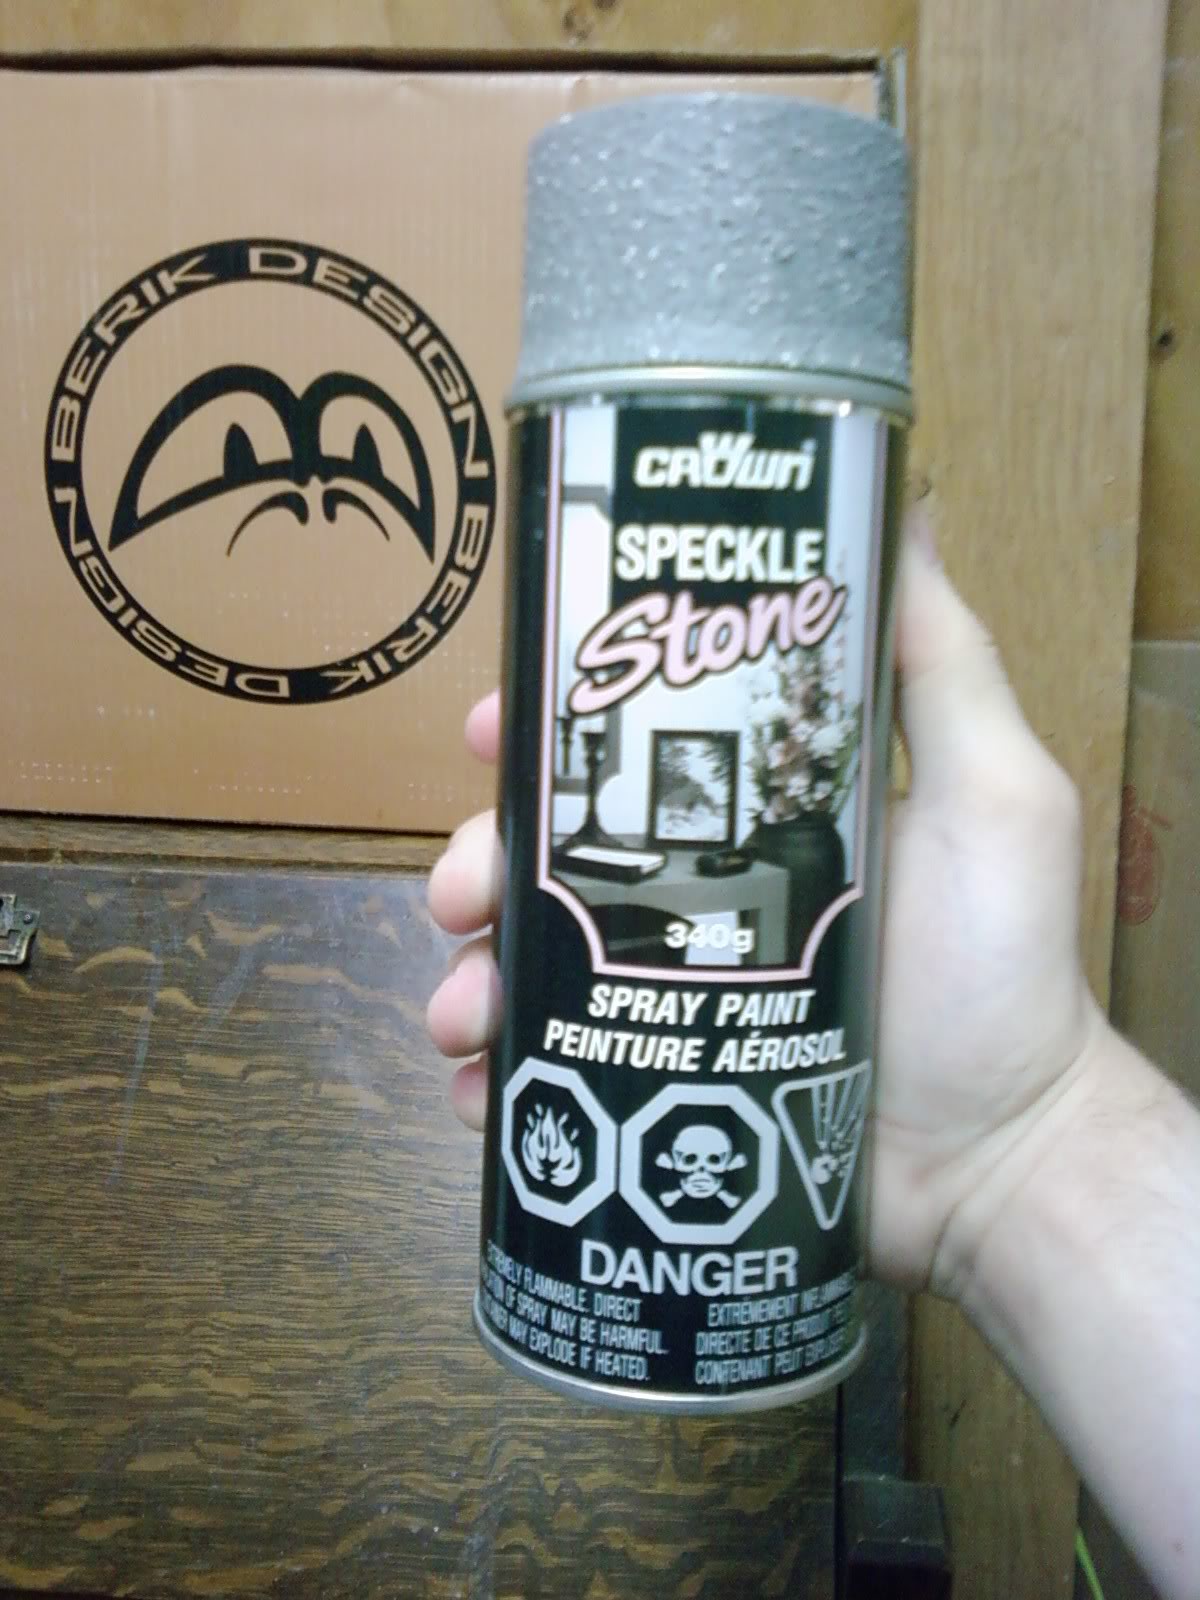 BERIK DESIGN BERIK DESIGN
CROWN
SPECKLE
Stone
340g
SPRAY PAINT
PEINTURE AÉROSOL
DANGER
EXTREMELY FLAMMABLE. DIRECT
OF SPRAY MAY BE HARMFUL.
MAY EXPLODE IF HEATED.
EXTREMEMENT
DIRECTE DE CE PRODUIT
CONTENANT PEUT